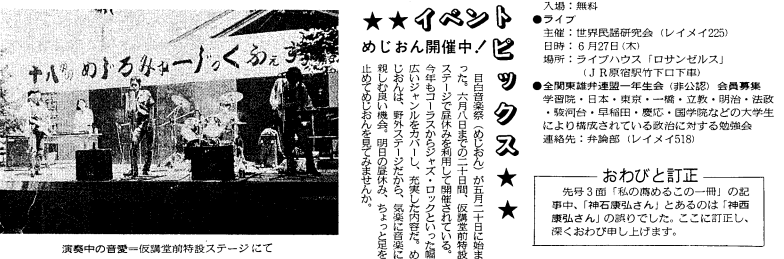 十八回 めじろみゅーじっくふぇす
演奏中の音愛＝仮講堂前特設ステージにて
★★イベントピックス★★
めじおん開催中！
目白音楽祭（めじおん）が五月二十日に始ま
った。六月八日までの二十日間、仮講堂前特設
ステージで昼休みを利用して開催されている。
今年もコーラスからジャズ・ロックといった幅
広いジャンルをカバーし、充実した内容だ。め
じおんは、野外ステージだから、気楽に音楽に
親しむ良い機会。明日の昼休み、ちょっと足を
止めてめじおんを見てみませんか。
入場：無料
●ライブ
主催：世界民謡研究会（レイメイ225）
日時：６月27日(木)
場所：ライブハウス「ロサンゼルス」
（ＪＲ原宿駅竹下口下車）
●全関東雄弁連盟一年生会（非公認）会員募集
学習院・日本・東京・一橋・立教・明治・法政
・駿河台・早稲田・慶応・国学院などの大学生
により構成されている政治に対する勉強会
連絡先：弁論部（レイメイ518）
おわびと訂正
先号３面「私の薦めるこの一冊」の記
事中、「神石康弘さん」とあるのは「神西
康弘さん」の誤りでした。ここに訂正し、
深くおわび申し上げます。